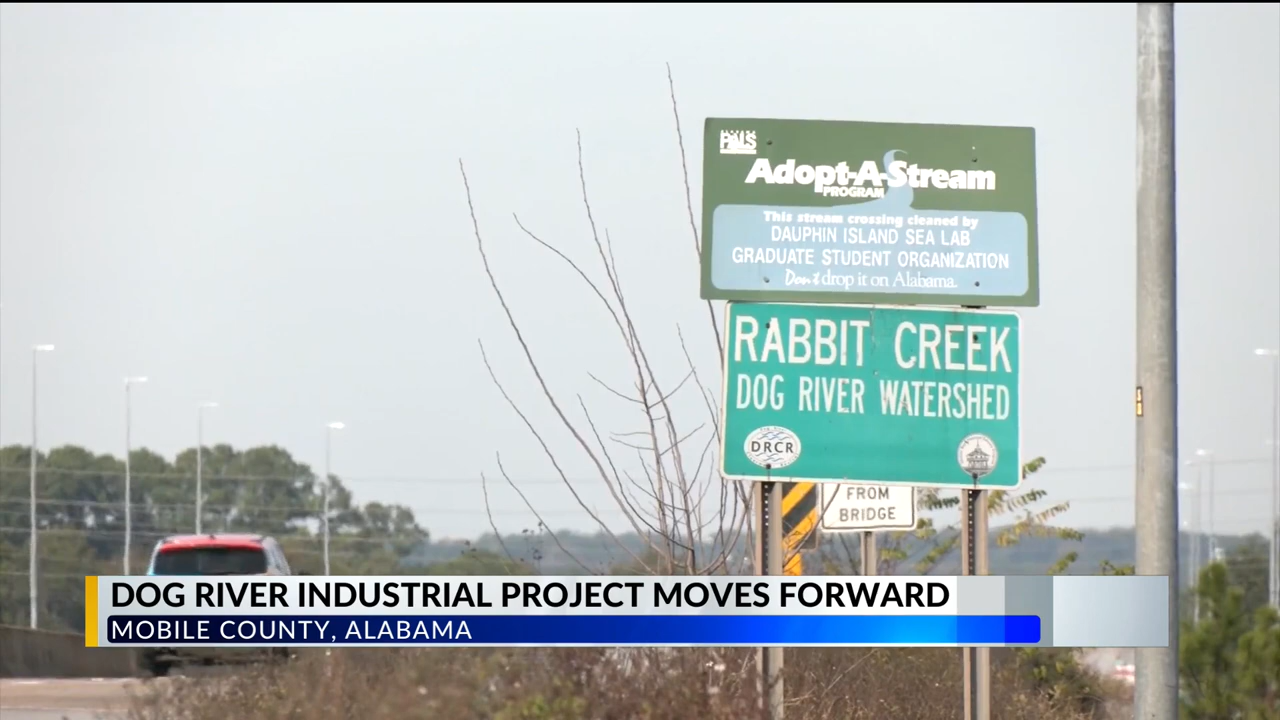 PALS
Adopt-A-Stream
PROGRAM
This stream crossing cleaned by
DAUPHIN ISLAND SEA LAB
GRADUATE STUDENT ORGANIZATION
Don't drop it on Alabama.
RABBIT CREEK
DOG RIVER WATERSHED
DRCR
FROM
BRIDGE
DOG RIVER INDUSTRIAL PROJECT MOVES FORWARD
MOBILE COUNTY, ALABAMA